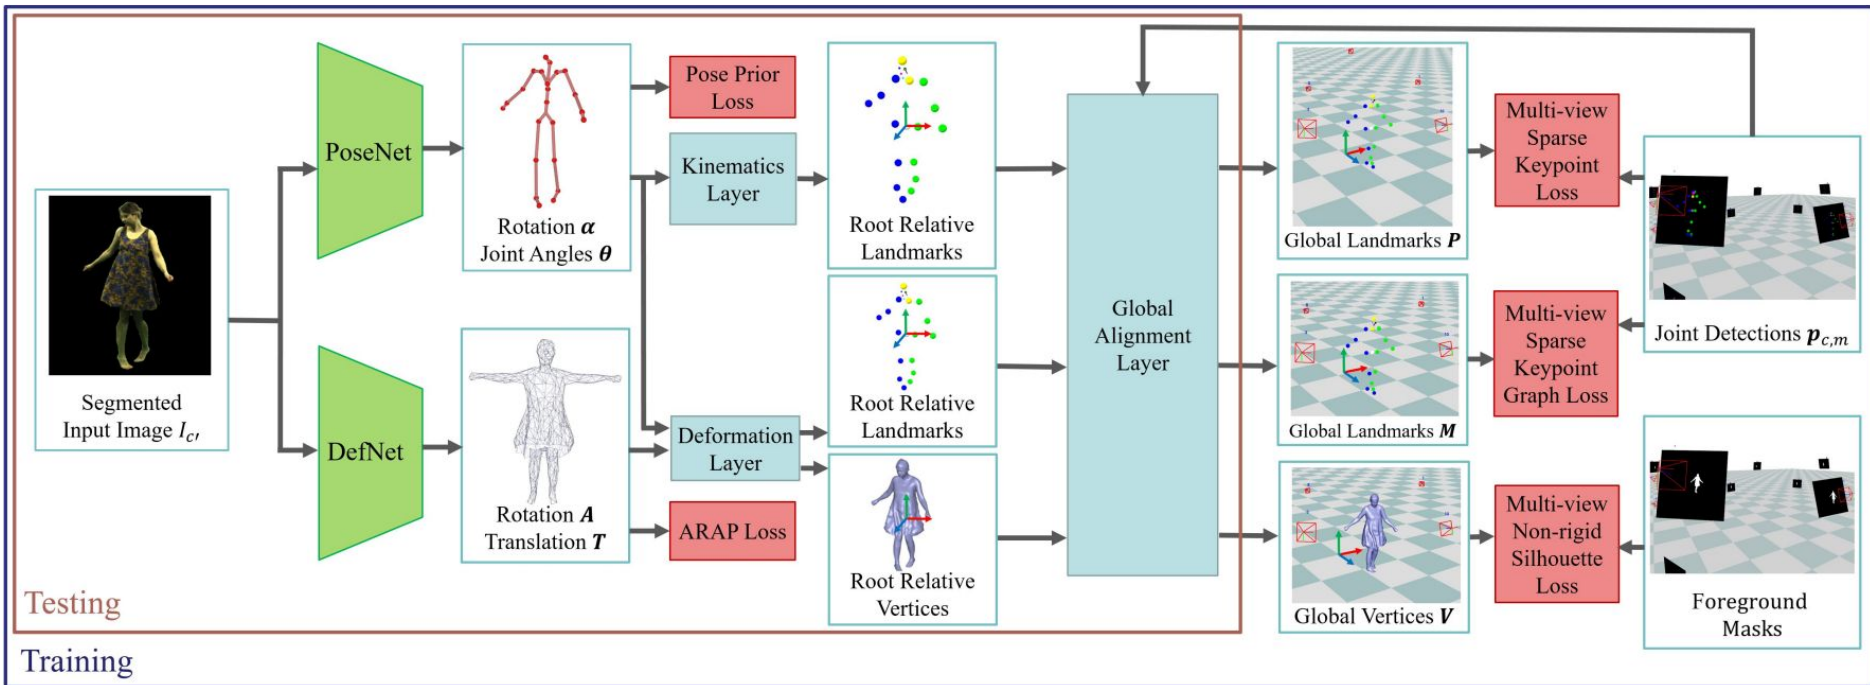 Segmented
Input Image I_{c'}
PoseNet
DefNet
Rotation α
Joint Angles θ
Rotation A
Translation T
Pose Prior
Loss
Kinematics
Layer
Deformation
Layer
ARAP Loss
Root Relative
Landmarks
Root Relative
Landmarks
Root Relative
Vertices
Global
Alignment
Layer
Global Landmarks P
Global Landmarks M
Global Vertices V
Multi-view
Sparse
Keypoint
Loss
Multi-view
Sparse
Keypoint
Graph Loss
Multi-view
Non-rigid
Silhouette
Loss
Joint Detections p_{c,m}
Foreground
Masks
Testing
Training